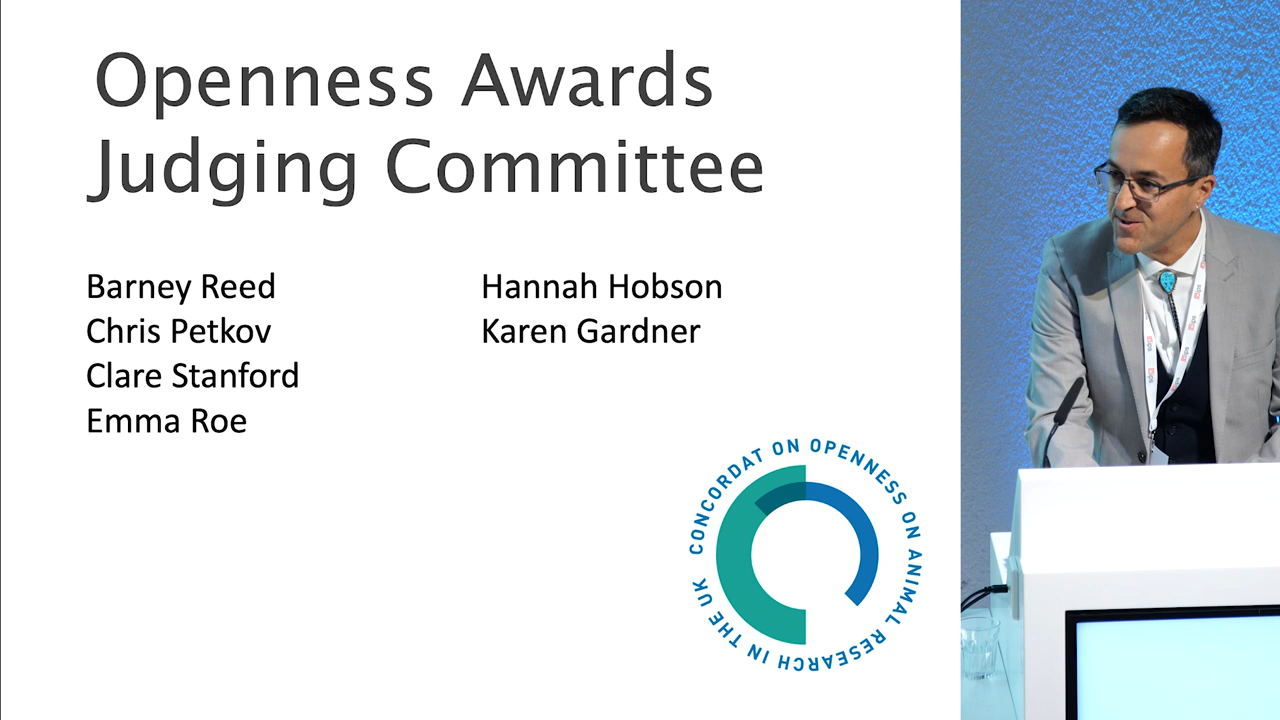 Openness Awards
Judging Committee
Barney Reed
Chris Petkov
Clare Stanford
Emma Roe
Hannah Hobson
Karen Gardner
CONCORDAT ON OPENNESS ON ANIMAL RESEARCH IN THE UK